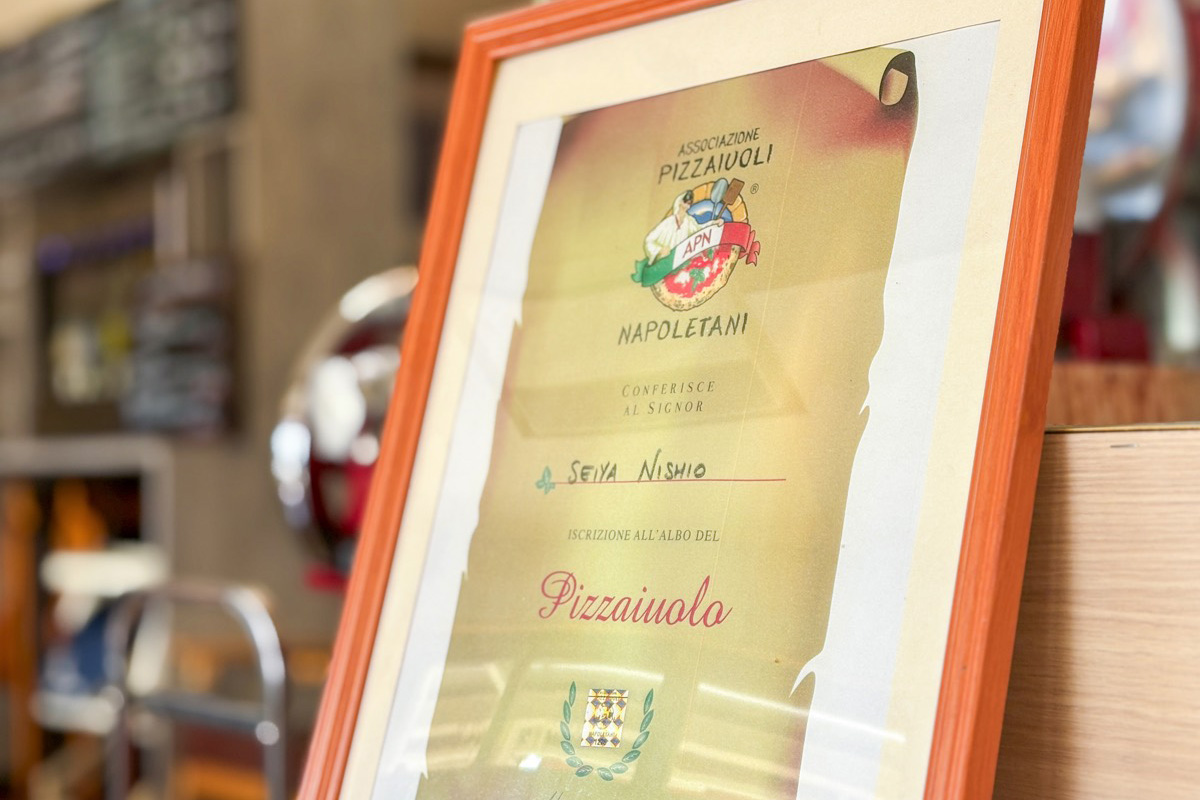 ASSOCIAZIONE
PIZZAIUOLI
®
APN
NAPOLETANI
CONFERISCE
AL SIGNOR
SEIYA NISHIO
ISCRIZIONE ALL'ALBO DEL
Pizzaiuolo